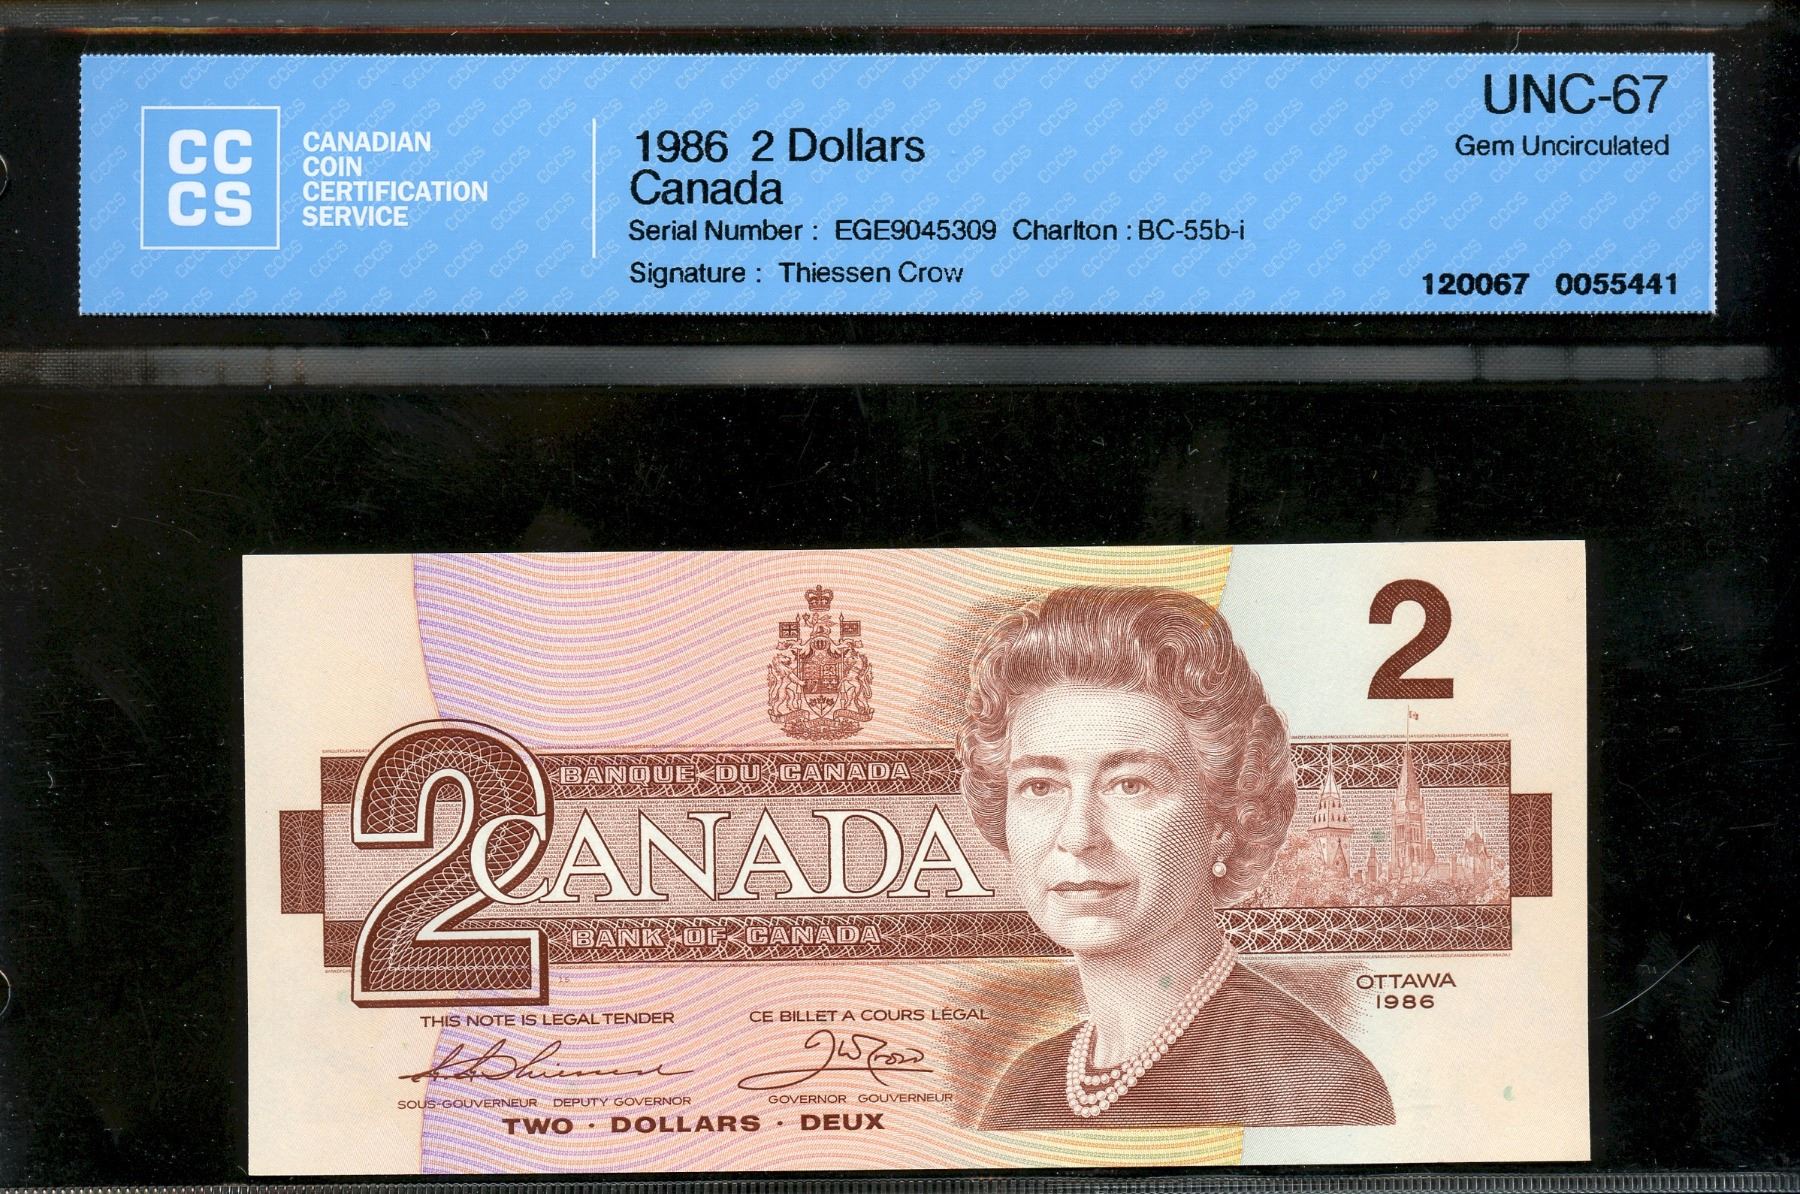 CC
CS
CANADIAN
COIN
CERTIFICATION
SERVICE
1986 2 Dollars
Canada
Serial Number : EGE9045309 Charlton : BC-55b-i
Signature : Thiessen Crow
UNC-67
Gem Uncirculated
120067 0055441
2
BANQUE DU CANADA
2
CANADA
BANK OF CANADA
OTTAWA
1986
THIS NOTE IS LEGAL TENDER CE BILLET A COURS LÉGAL
SOUS-GOUVERNEUR DEPUTY GOVERNOR GOVERNOR GOUVERNEUR
TWO · DOLLARS · DEUX